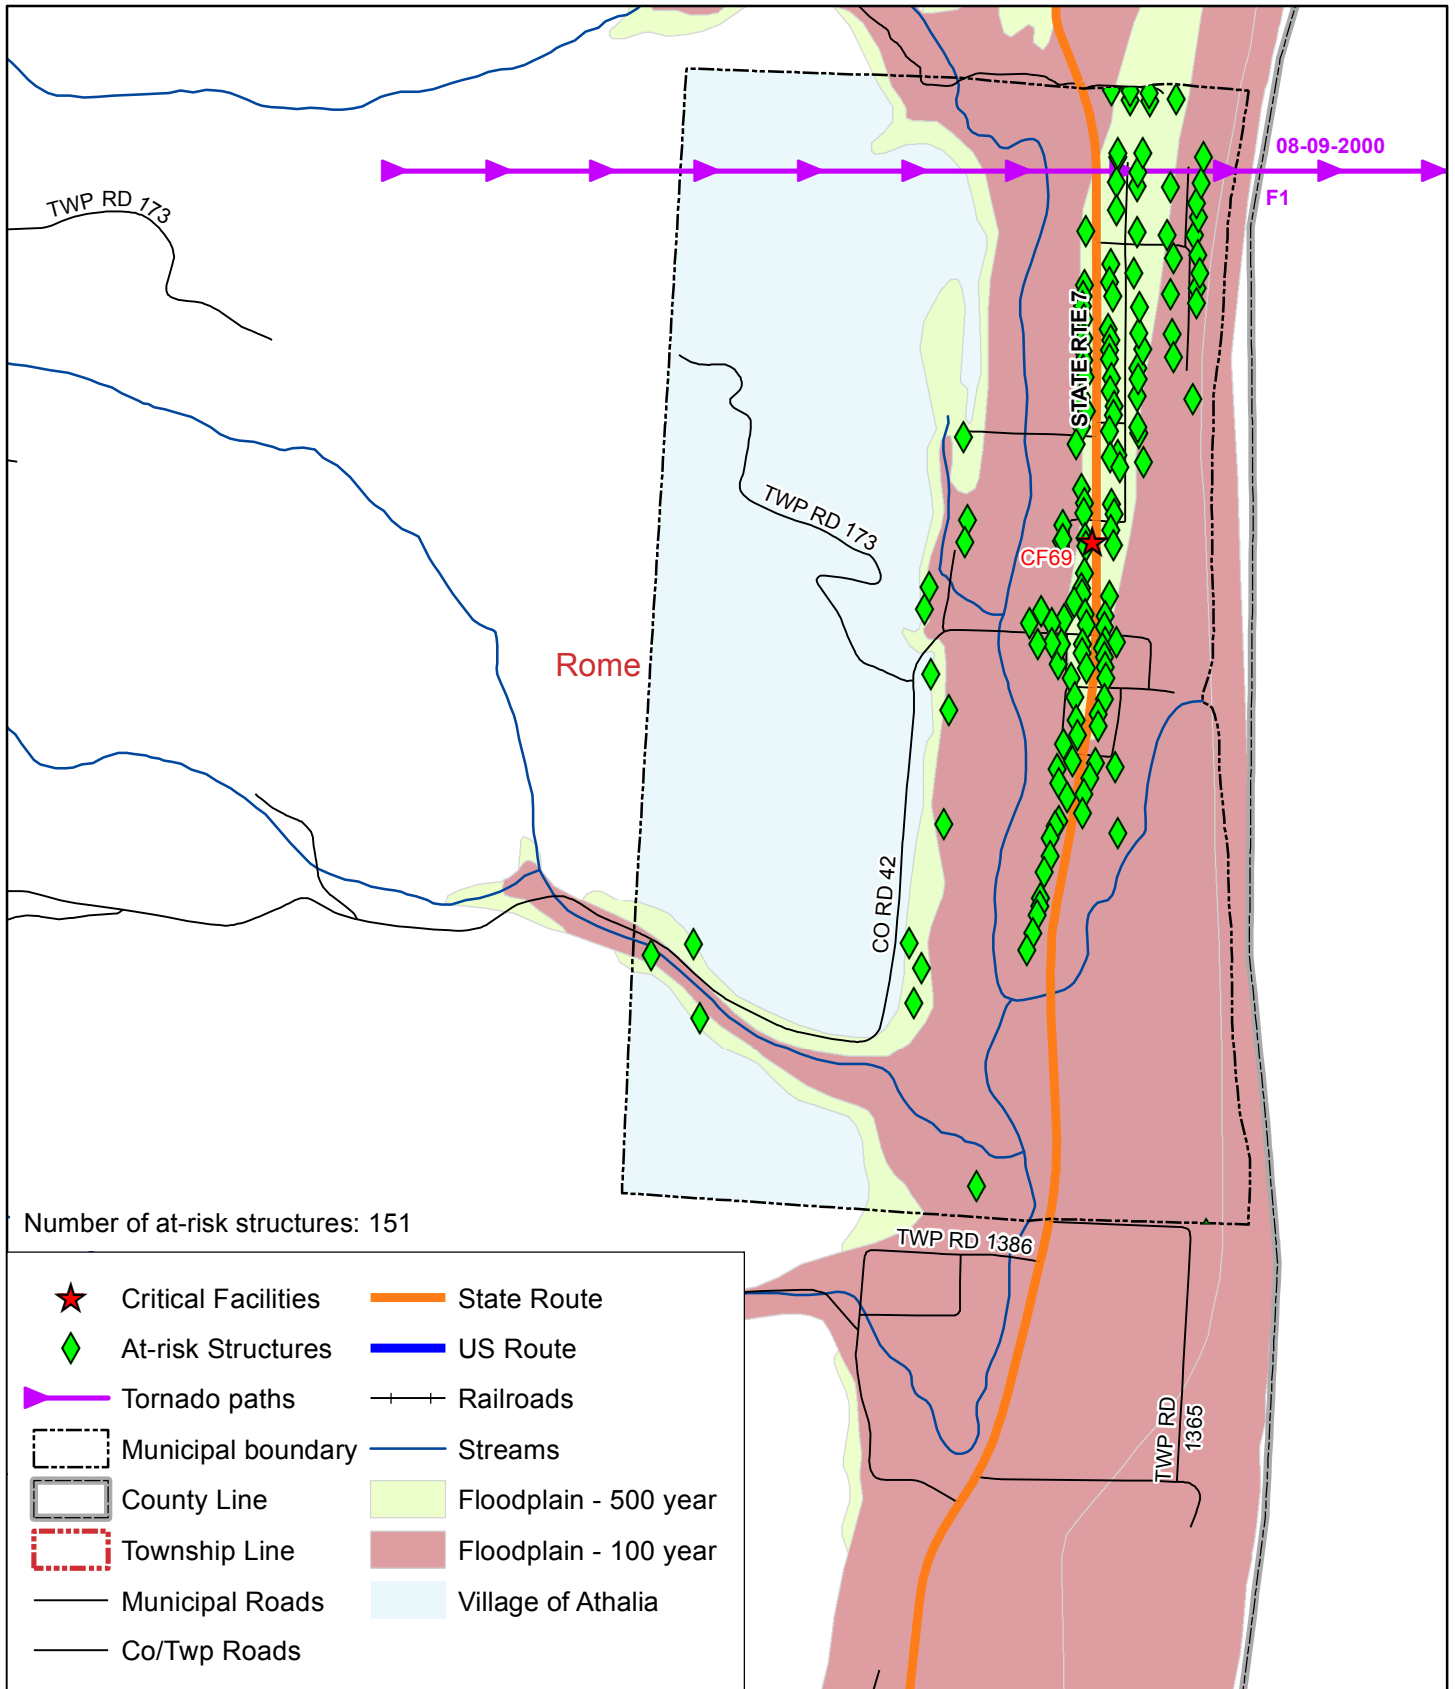 08-09-2000
F1
TWP RD 173
STATE RTE 7
TWP RD 173
CF69
Rome
CO RD 42
Number of at-risk structures: 151
TWP RD 1386
TWP RD
1365
Critical Facilities
At-risk Structures
Tornado paths
Municipal boundary
County Line
Township Line
Municipal Roads
Co/Twp Roads
State Route
US Route
Railroads
Streams
Floodplain - 500 year
Floodplain - 100 year
Village of Athalia